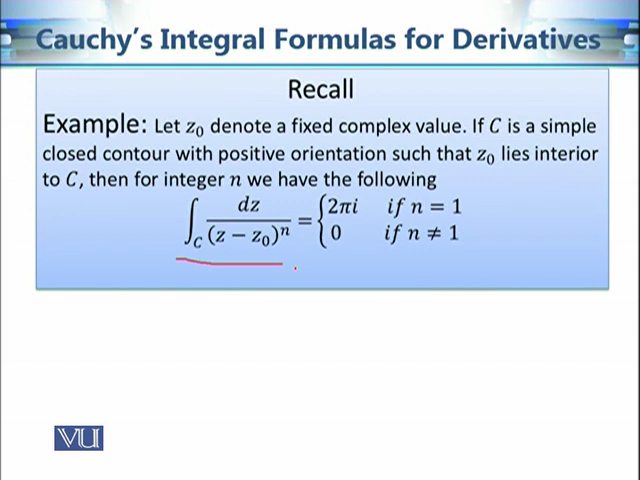 Cauchy's Integral Formulas for Derivatives
Recall
Example: Let z₀ denote a fixed complex value. If C is a simple
closed contour with positive orientation such that z₀ lies interior
to C, then for integer n we have the following
∫_C dz/(z − z₀)ⁿ = {2πi if n = 1
0 if n ≠ 1
VU